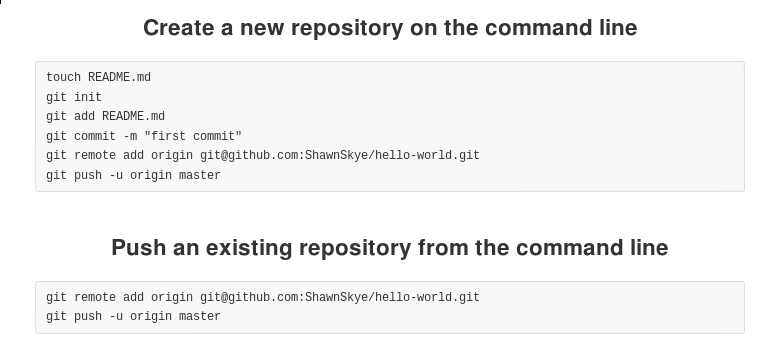 Create a new repository on the command line
touch README.md
git init
git add README.md
git commit -m "first commit"
git remote add origin git@github.com:ShawnSkye/hello-world.git
git push -u origin master
Push an existing repository from the command line
git remote add origin git@github.com:ShawnSkye/hello-world.git
git push -u origin master